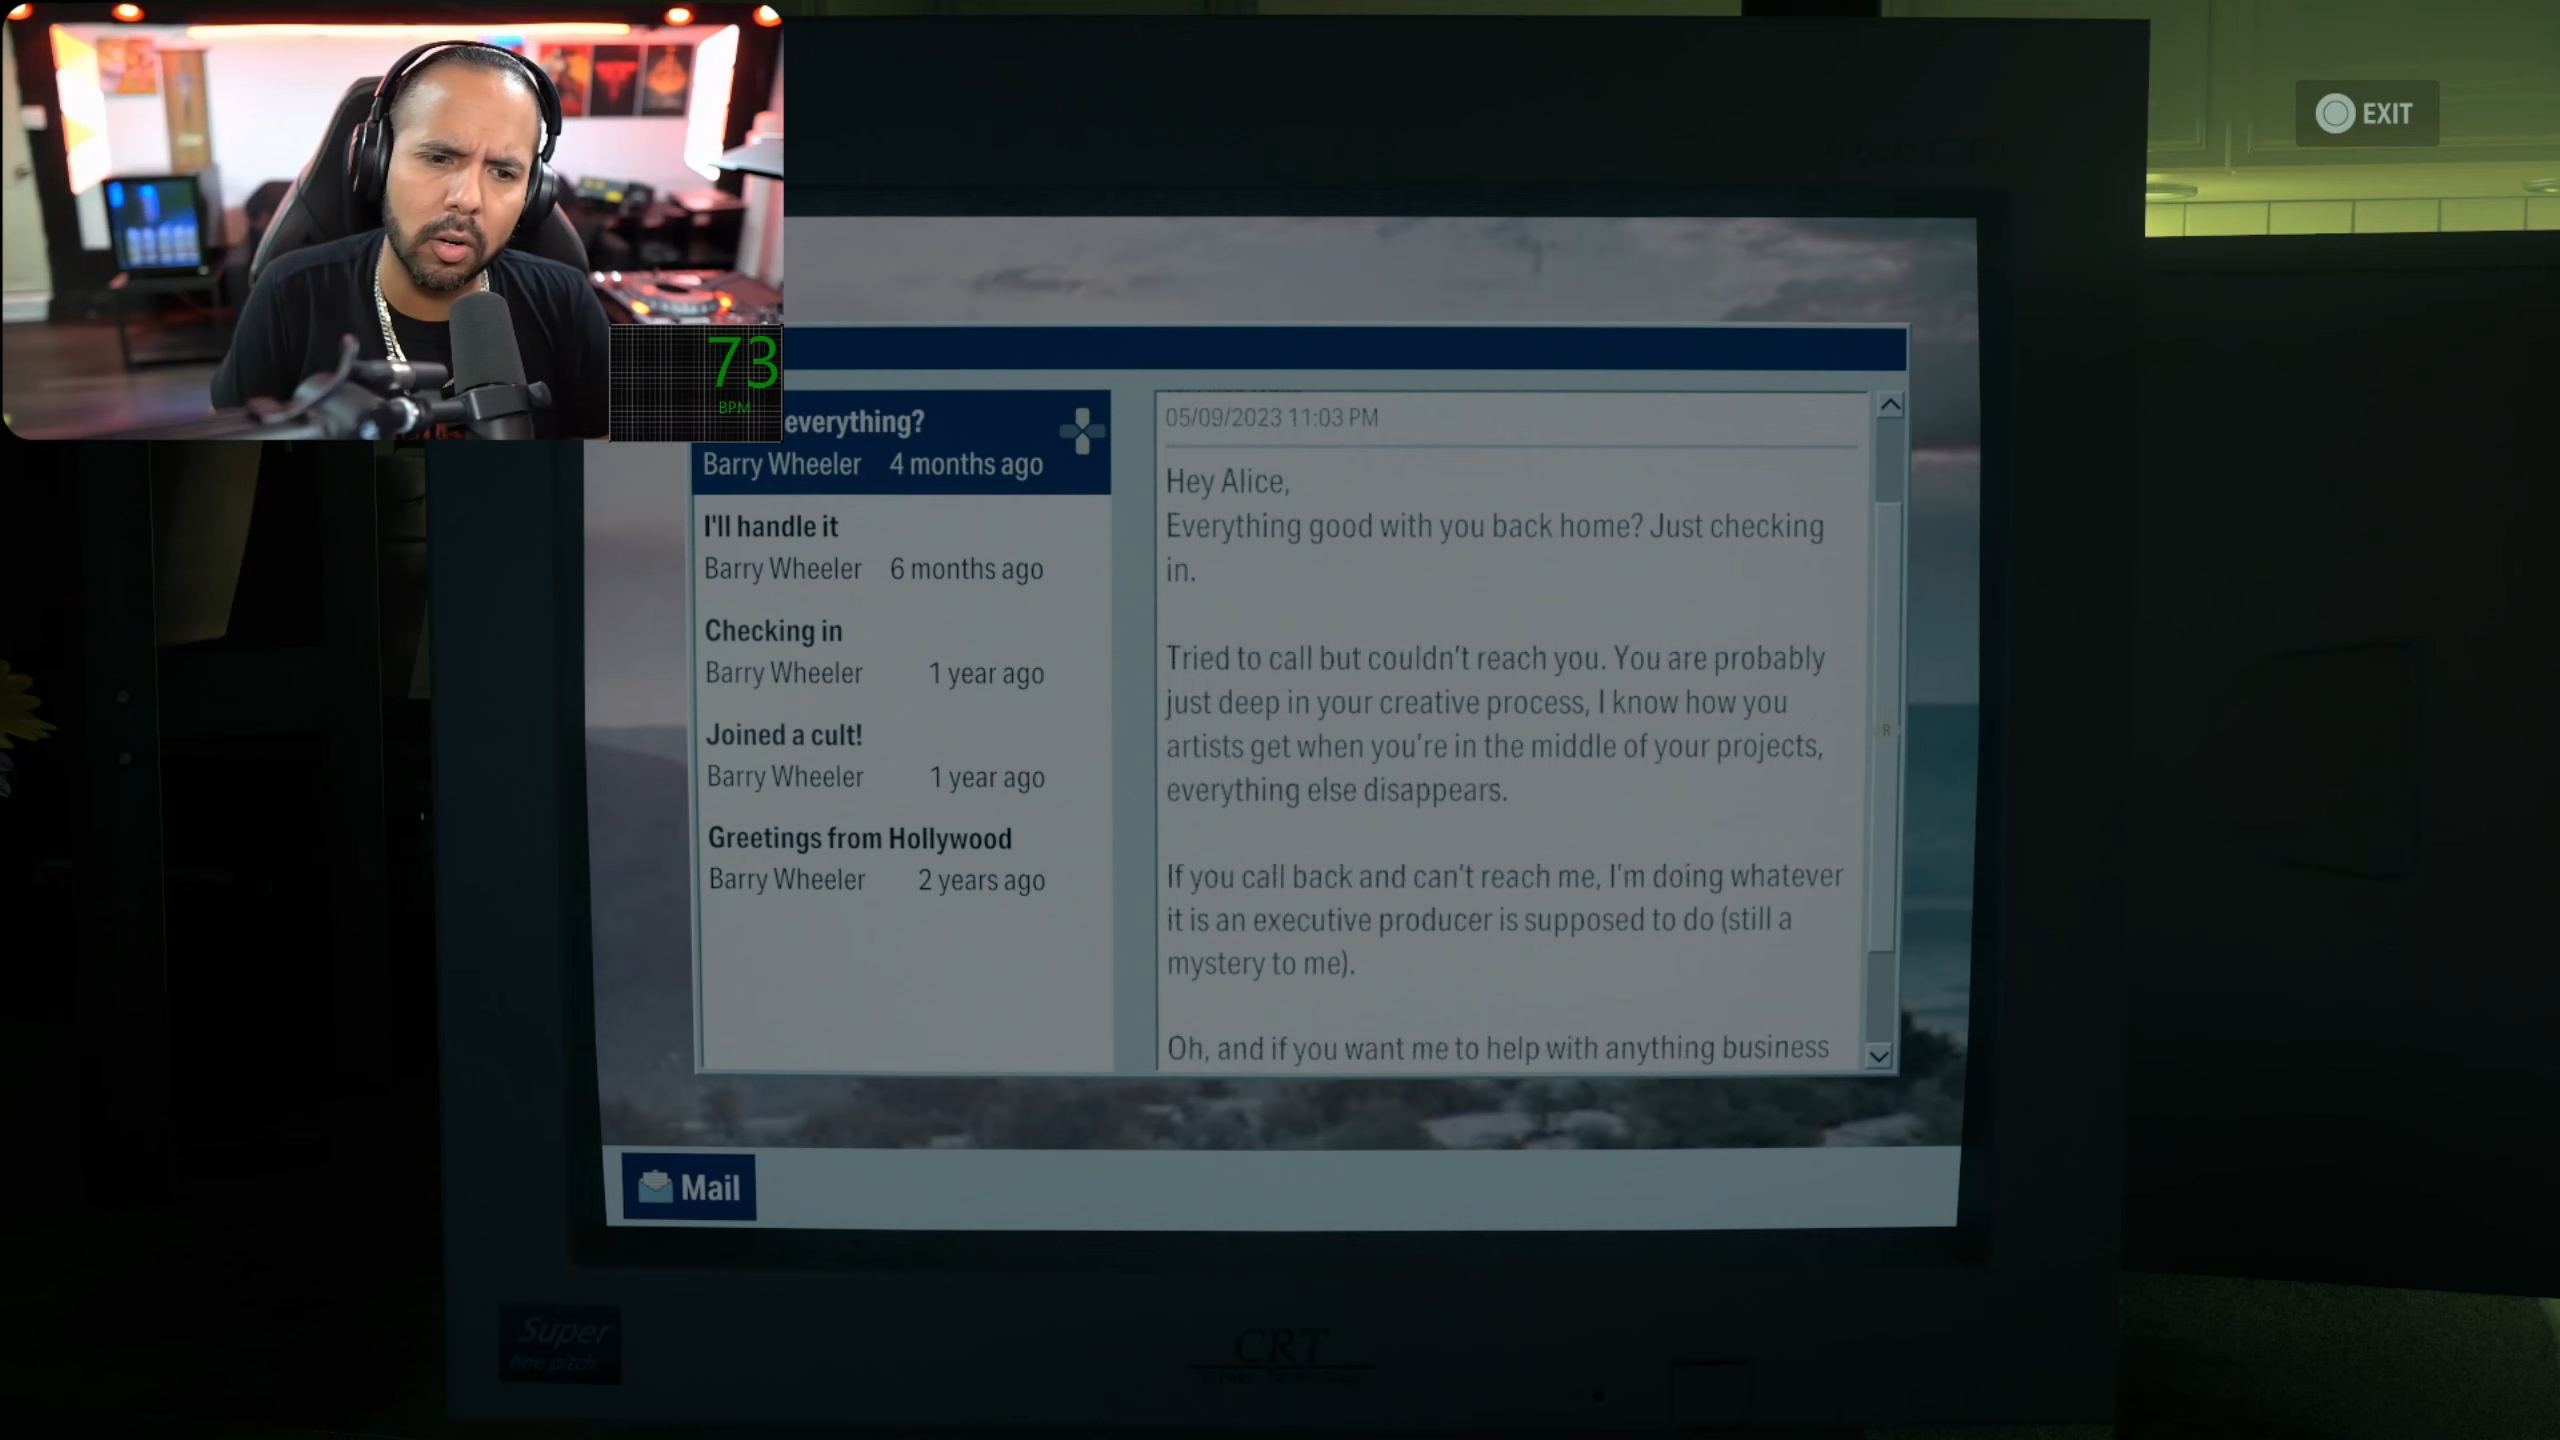 EXIT
73
BPM
everything?
Barry Wheeler 4 months ago
I'll handle it
Barry Wheeler 6 months ago
Checking in
Barry Wheeler 1 year ago
Joined a cult!
Barry Wheeler 1 year ago
Greetings from Hollywood
Barry Wheeler 2 years ago
05/09/2023 11:03 PM
Hey Alice,
Everything good with you back home? Just checking
in.
Tried to call but couldn't reach you. You are probably
just deep in your creative process, I know how you
artists get when you're in the middle of your projects,
everything else disappears.
If you call back and can't reach me, I'm doing whatever
it is an executive producer is supposed to do (still a
mystery to me).
Oh, and if you want me to help with anything business
R
Mail
Super
fine pitch
CRT